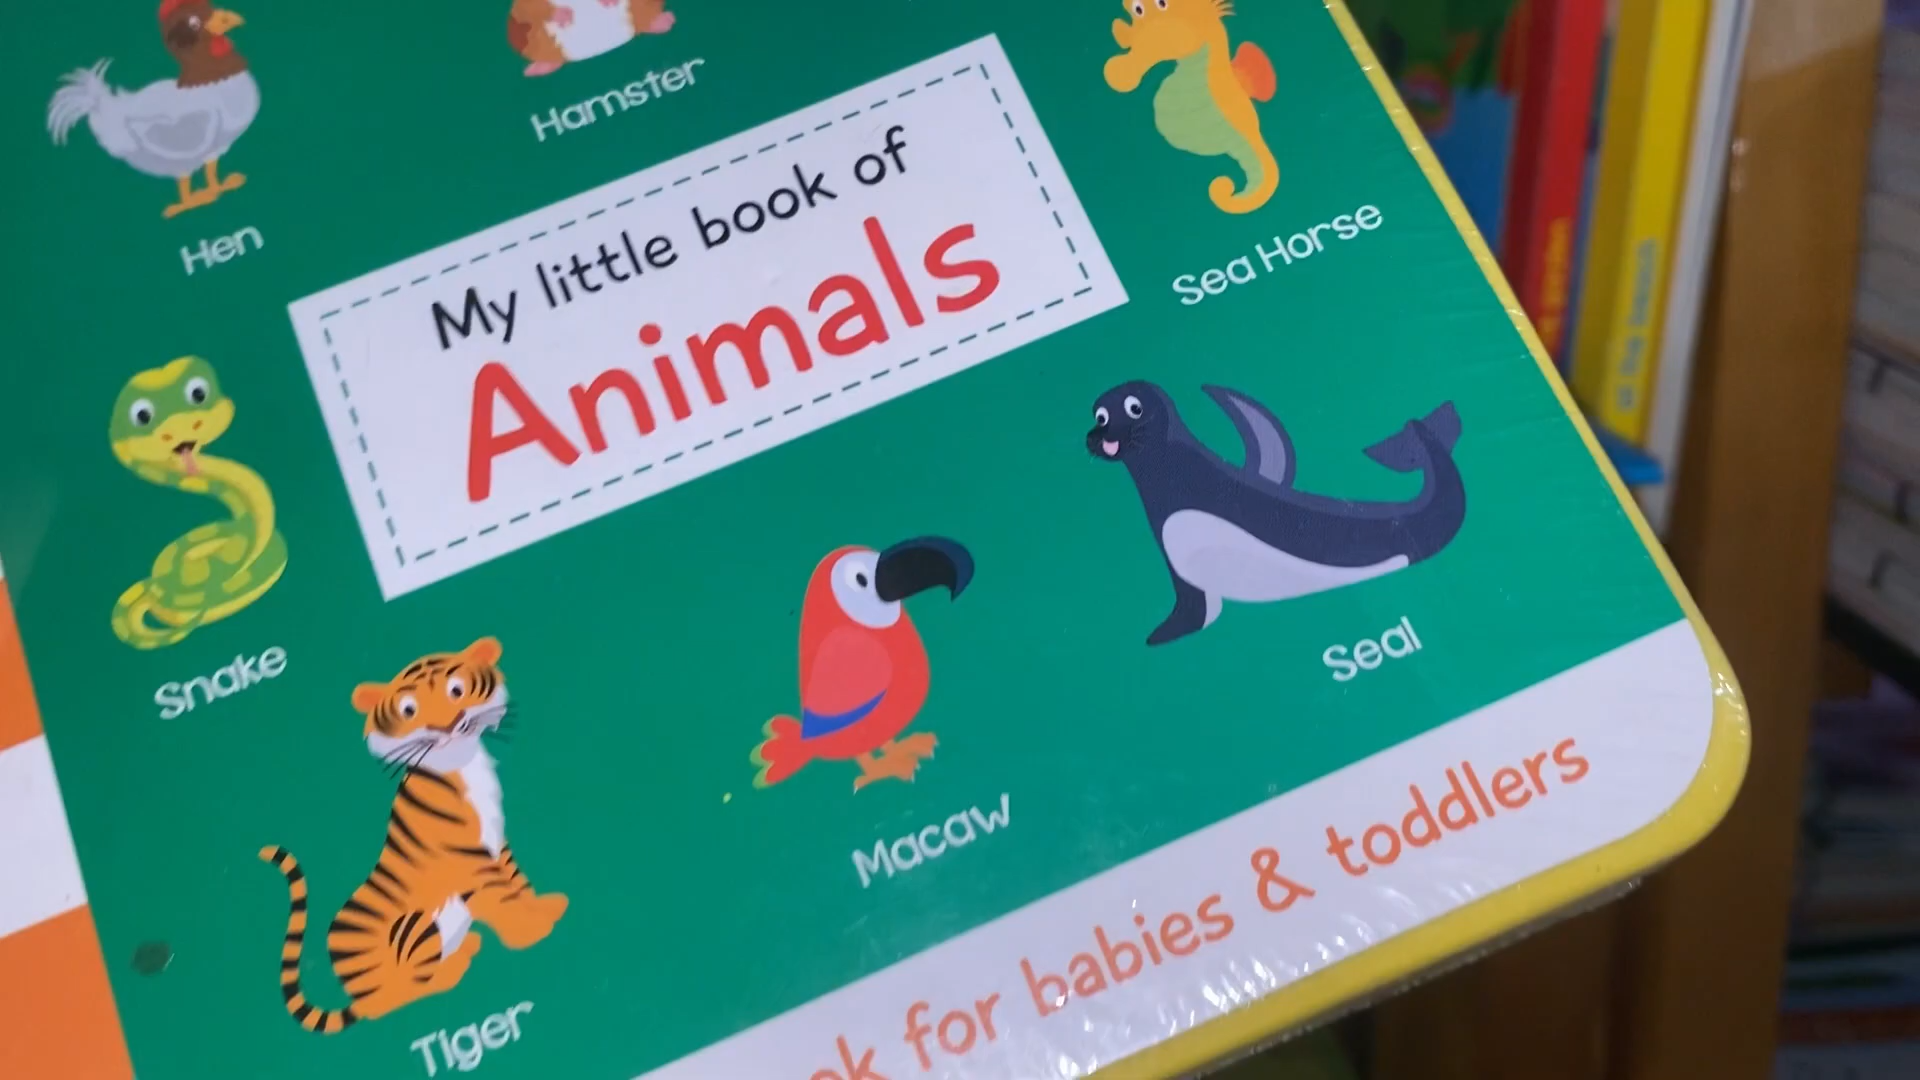 Hamster
Hen
Sea Horse
My little book of
Animals
Snake
Seal
Macaw
Tiger
for babies & toddlers